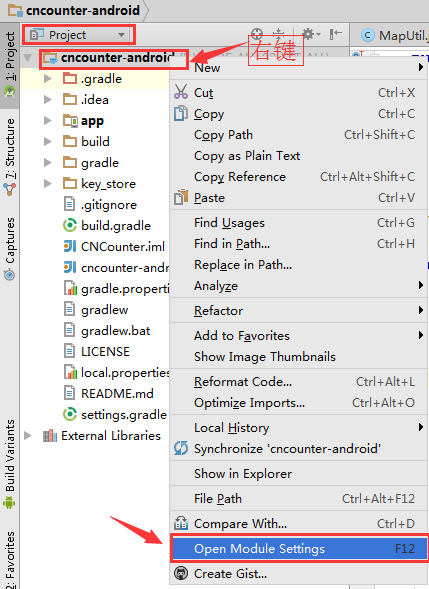 cncounter-android
Project
MapUtil.j
1: Project
7: Structure
Captures
Build Variants
2: Favorites
cncounter-android
右键
.gradle
.idea
app
build
gradle
key_store
.gitignore
build.gradle
CNCounter.iml
cncounter-andr
gradle.properti
gradlew
gradlew.bat
LICENSE
local.properties
README.md
settings.gradle
External Libraries
New
Cut Ctrl+X
Copy Ctrl+C
Copy Path Ctrl+Shift+C
Copy as Plain Text
Copy Reference Ctrl+Alt+Shift+C
Paste Ctrl+V
Find Usages Ctrl+G
Find in Path... Ctrl+H
Replace in Path...
Analyze
Refactor
Add to Favorites
Show Image Thumbnails
Reformat Code... Ctrl+Alt+L
Optimize Imports... Ctrl+Alt+O
Local History
Synchronize 'cncounter-android'
Show in Explorer
File Path Ctrl+Alt+F12
Compare With... Ctrl+D
Open Module Settings F12
Create Gist...